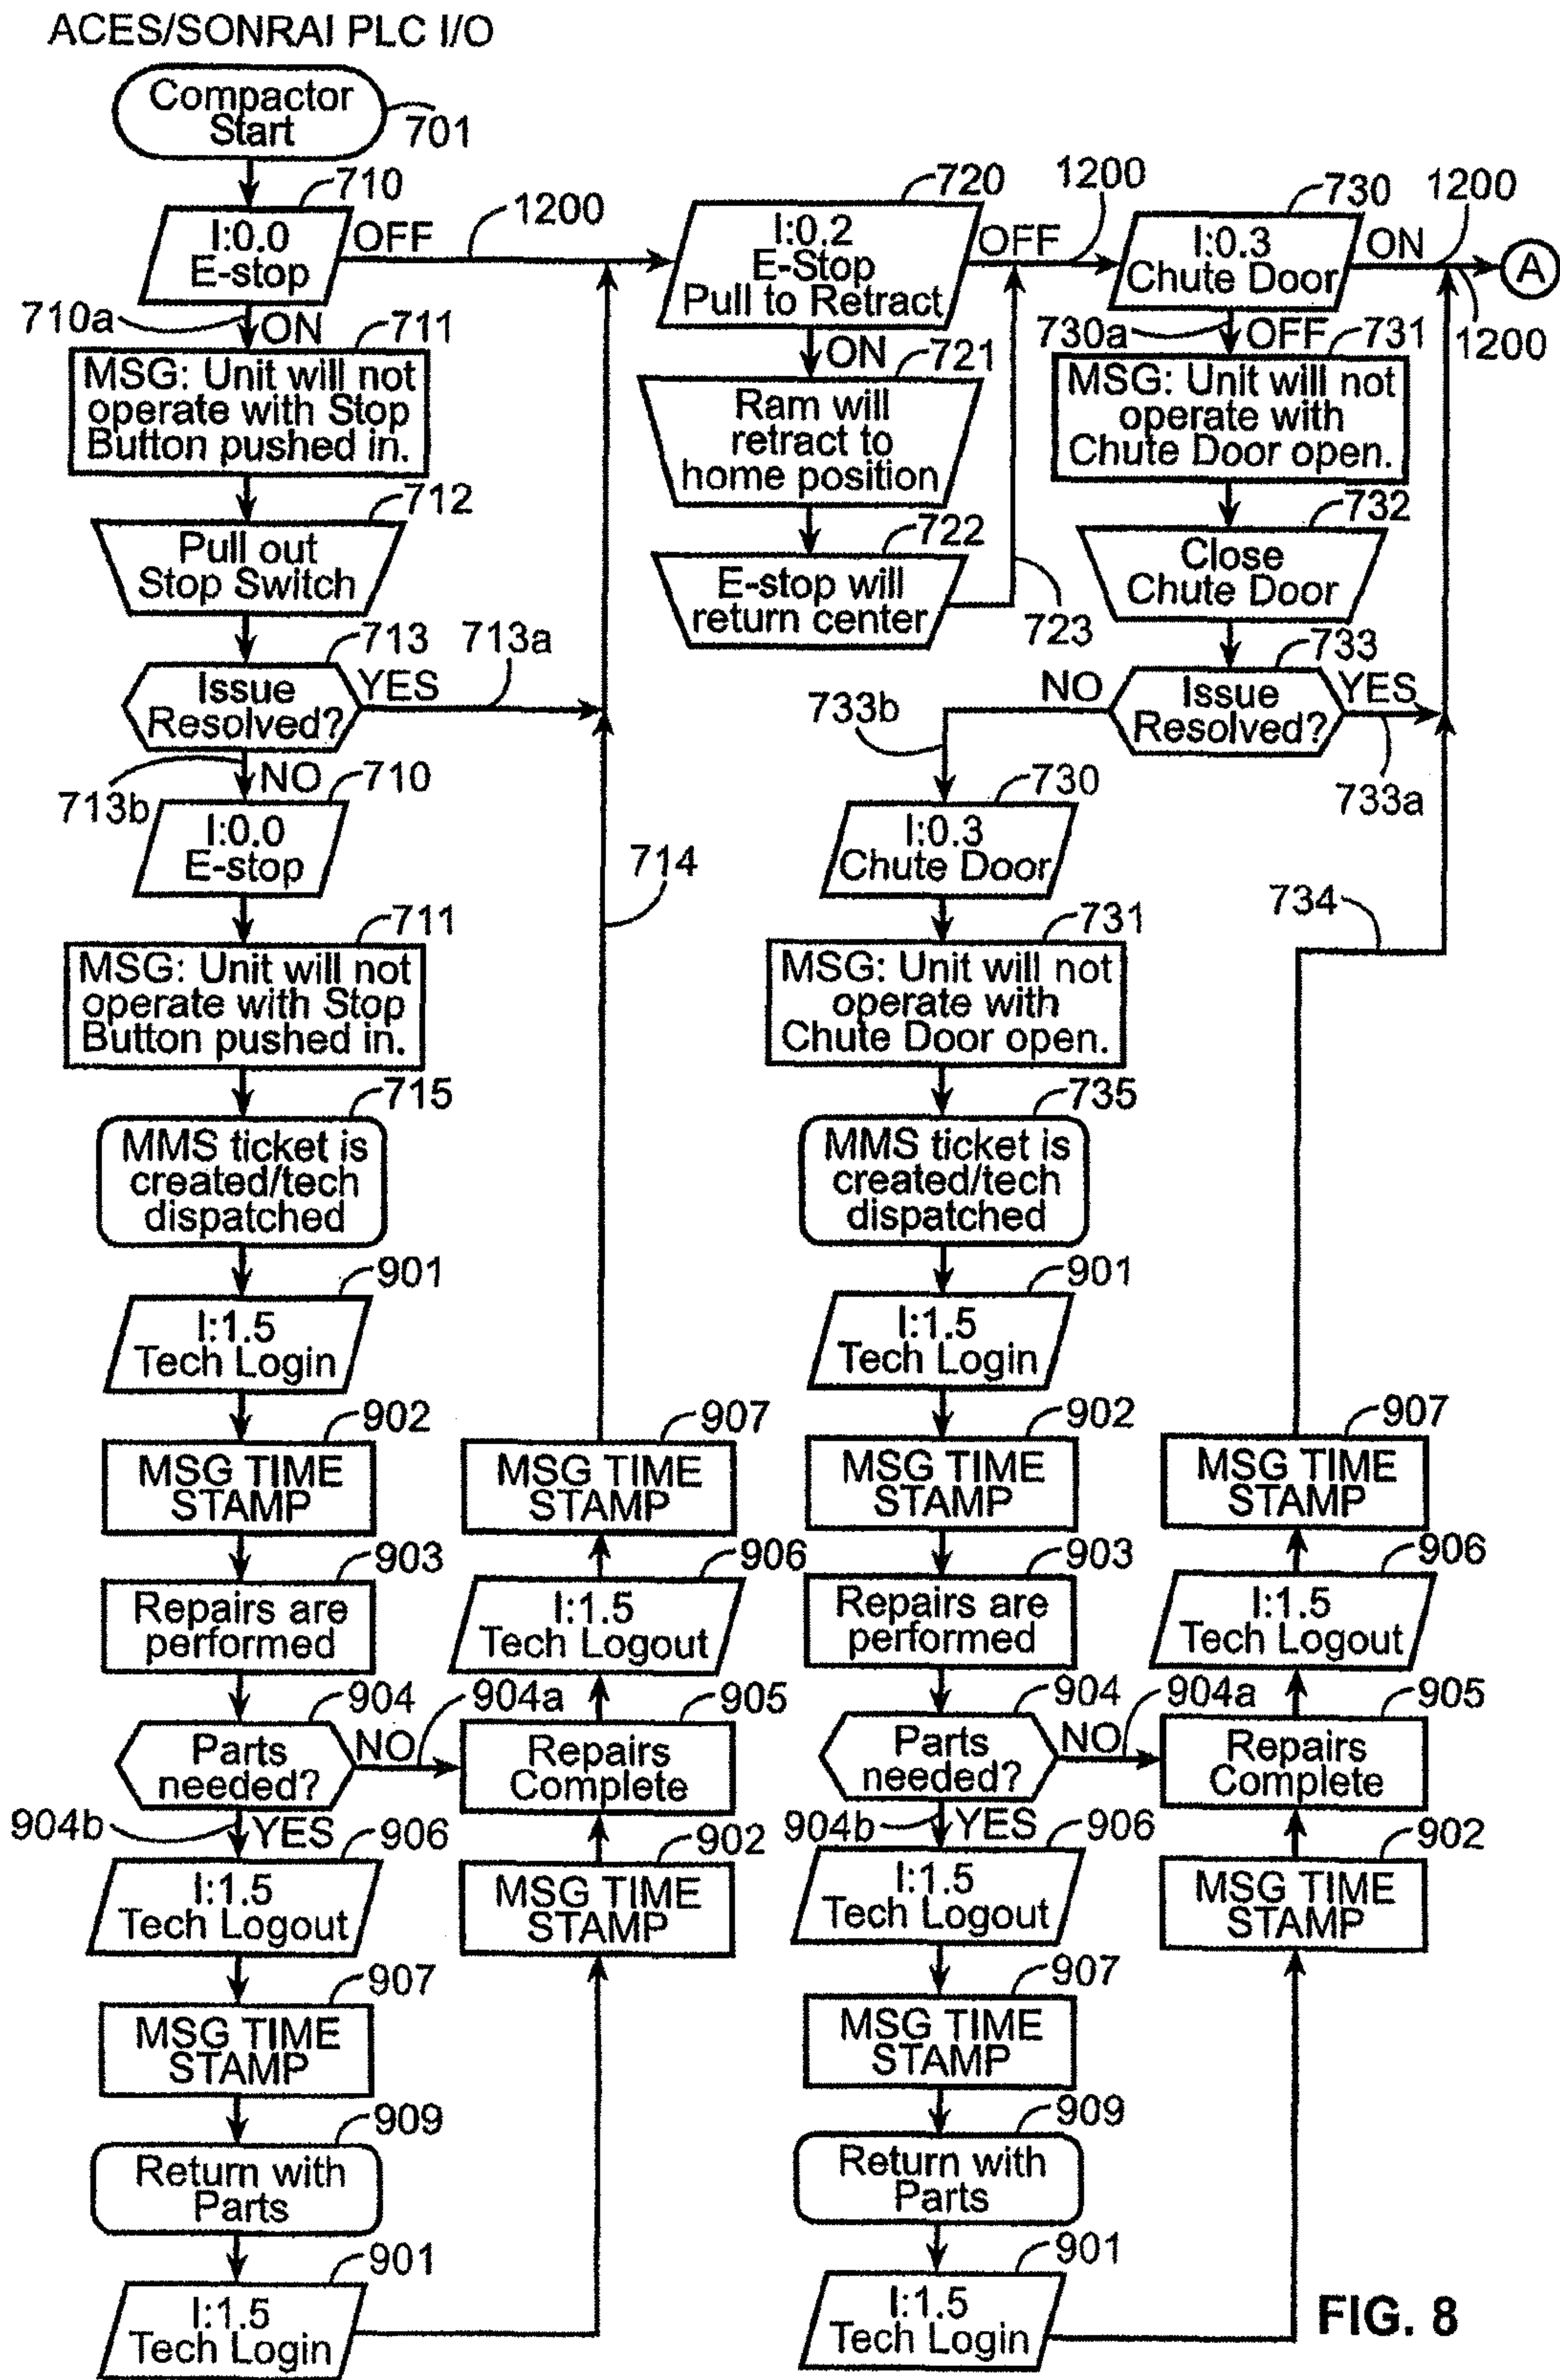 ACES/SONRAI PLC I/O
Compactor
Start
701
710
I:0.0
E-stop
OFF
1200
710a
ON
711
MSG: Unit will not
operate with Stop
Button pushed in.
712
Pull out
Stop Switch
713
713a
Issue
Resolved?
YES
713b
NO
710
I:0.0
E-stop
711
MSG: Unit will not
operate with Stop
Button pushed in.
715
MMS ticket is
created/tech
dispatched
901
I:1.5
Tech Login
902
MSG TIME
STAMP
903
Repairs are
performed
904
904a
Parts
needed?
NO
904b
YES
906
I:1.5
Tech Logout
907
MSG TIME
STAMP
909
Return with
Parts
901
I:1.5
Tech Login
714
907
MSG TIME
STAMP
906
I:1.5
Tech Logout
905
Repairs
Complete
902
MSG TIME
STAMP
720
I:0.2
E-Stop
Pull to Retract
OFF
1200
ON
721
Ram will
retract to
home position
722
E-stop will
return center
723
730
I:0.3
Chute Door
ON
1200
A
1200
730a
OFF
731
MSG: Unit will not
operate with
Chute Door open.
732
Close
Chute Door
733
Issue
Resolved?
YES
733a
NO
733b
730
I:0.3
Chute Door
731
MSG: Unit will not
operate with
Chute Door open.
735
MMS ticket is
created/tech
dispatched
901
I:1.5
Tech Login
902
MSG TIME
STAMP
903
Repairs are
performed
904
904a
Parts
needed?
NO
904b
YES
906
I:1.5
Tech Logout
907
MSG TIME
STAMP
909
Return with
Parts
901
I:1.5
Tech Login
734
907
MSG TIME
STAMP
906
I:1.5
Tech Logout
905
Repairs
Complete
902
MSG TIME
STAMP
FIG. 8